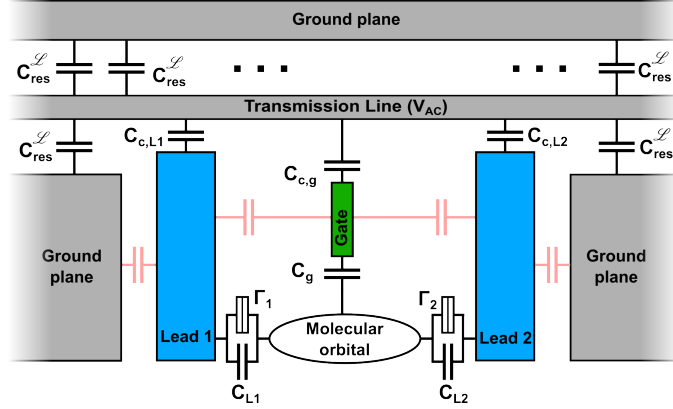 Ground plane
C_res^ℒ
C_res^ℒ
. . .
. . .
C_res^ℒ
Transmission Line (V_AC)
C_res^ℒ
C_c,L1
C_c,g
C_c,L2
C_res^ℒ
Gate
Ground
plane
C_g
Ground
plane
Γ_1
Γ_2
Lead 1
Molecular
orbital
Lead 2
C_L1
C_L2